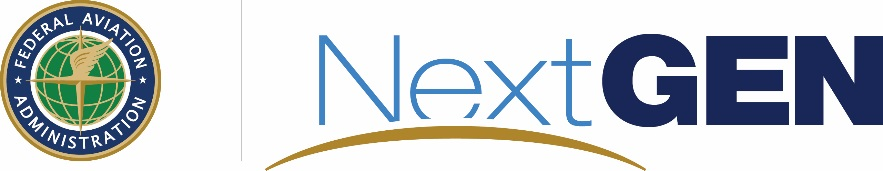 FEDERAL AVIATION
ADMINISTRATION
NextGEN